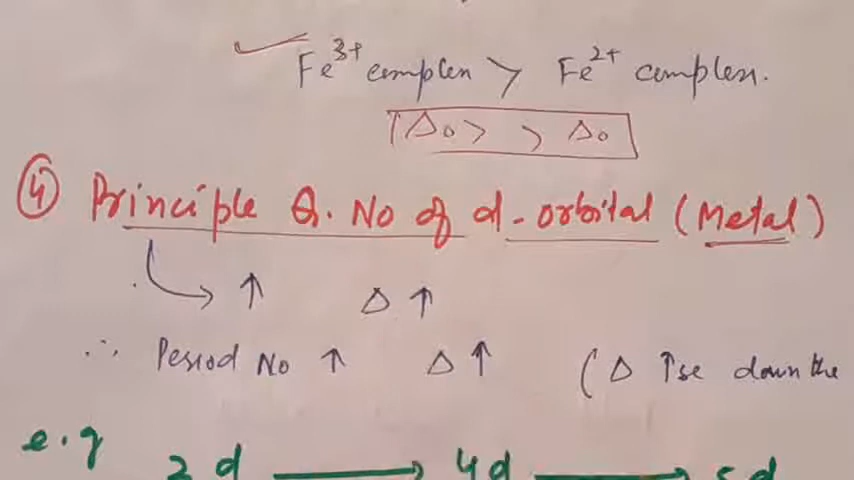 Fe³⁺ complex > Fe²⁺ complex.
↑Δo > > Δo
④ Principle Q. No of d-orbital (Metal)
↑ Δ ↑
∴ Period No ↑ Δ ↑ (Δ ↑se down the
e.g
3d → 4d → 5d